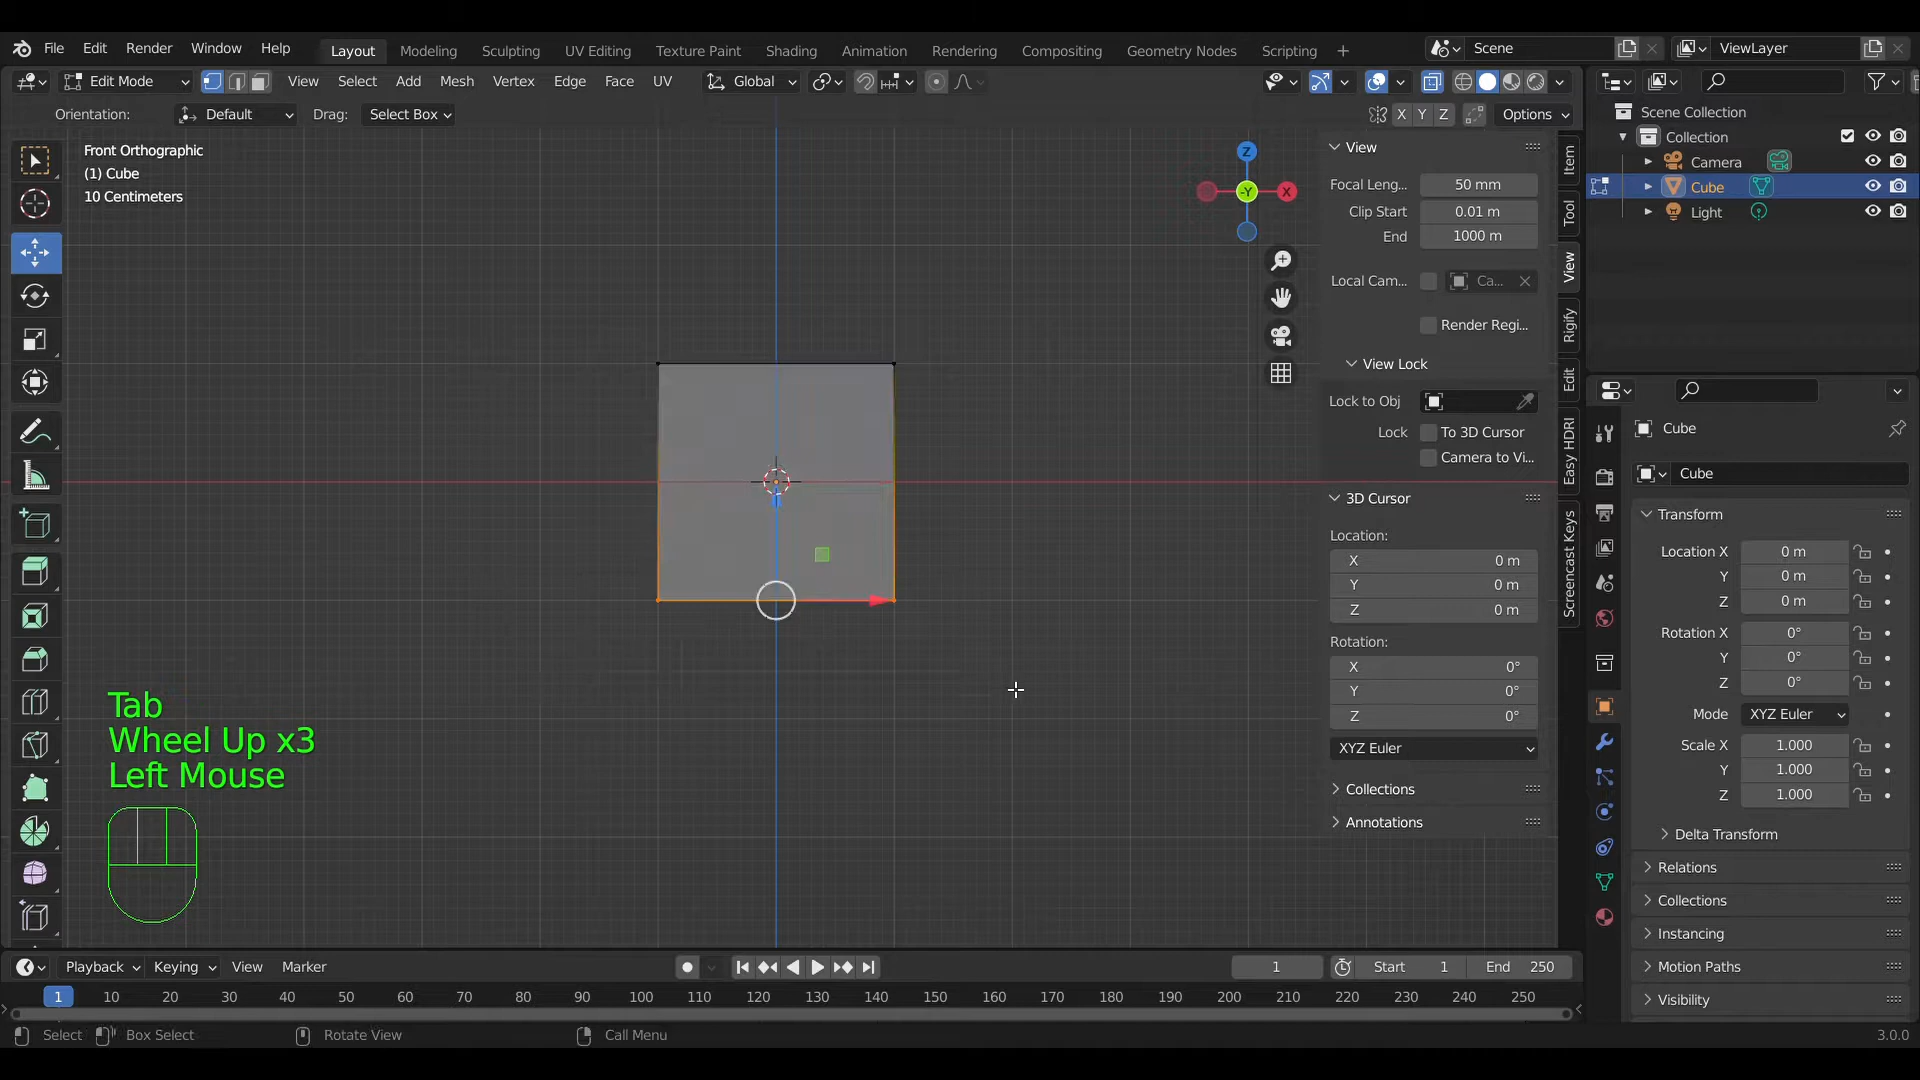 File Edit Render Window Help Layout Modeling Sculpting UV Editing Texture Paint Shading Animation Rendering Compositing Geometry Nodes Scripting + Scene ViewLayer
Edit Mode View Select Add Mesh Vertex Edge Face UV Global
Orientation: Default Drag: Select Box X Y Z Options
Front Orthographic
(1) Cube
10 Centimeters
Z
-Y
X
Tab
Wheel Up x3
Left Mouse
View
Focal Leng... 50 mm
Clip Start 0.01 m
End 1000 m
Local Cam... Ca...
Render Regi...
View Lock
Lock to Obj
Lock To 3D Cursor
Camera to Vi...
3D Cursor
Location:
X 0 m
Y 0 m
Z 0 m
Rotation:
X 0°
Y 0°
Z 0°
XYZ Euler
Collections
Annotations
Item
Tool
View
Rigify
Edit
Easy HDRI
Screencast Keys
Scene Collection
Collection
Camera
Cube
Light
Cube
Cube
Transform
Location X 0 m
Y 0 m
Z 0 m
Rotation X 0°
Y 0°
Z 0°
Mode XYZ Euler
Scale X 1.000
Y 1.000
Z 1.000
Delta Transform
Relations
Collections
Instancing
Motion Paths
Visibility
Playback Keying View Marker 1 Start 1 End 250
1 10 20 30 40 50 60 70 80 90 100 110 120 130 140 150 160 170 180 190 200 210 220 230 240 250
Select Box Select Rotate View Call Menu 3.0.0